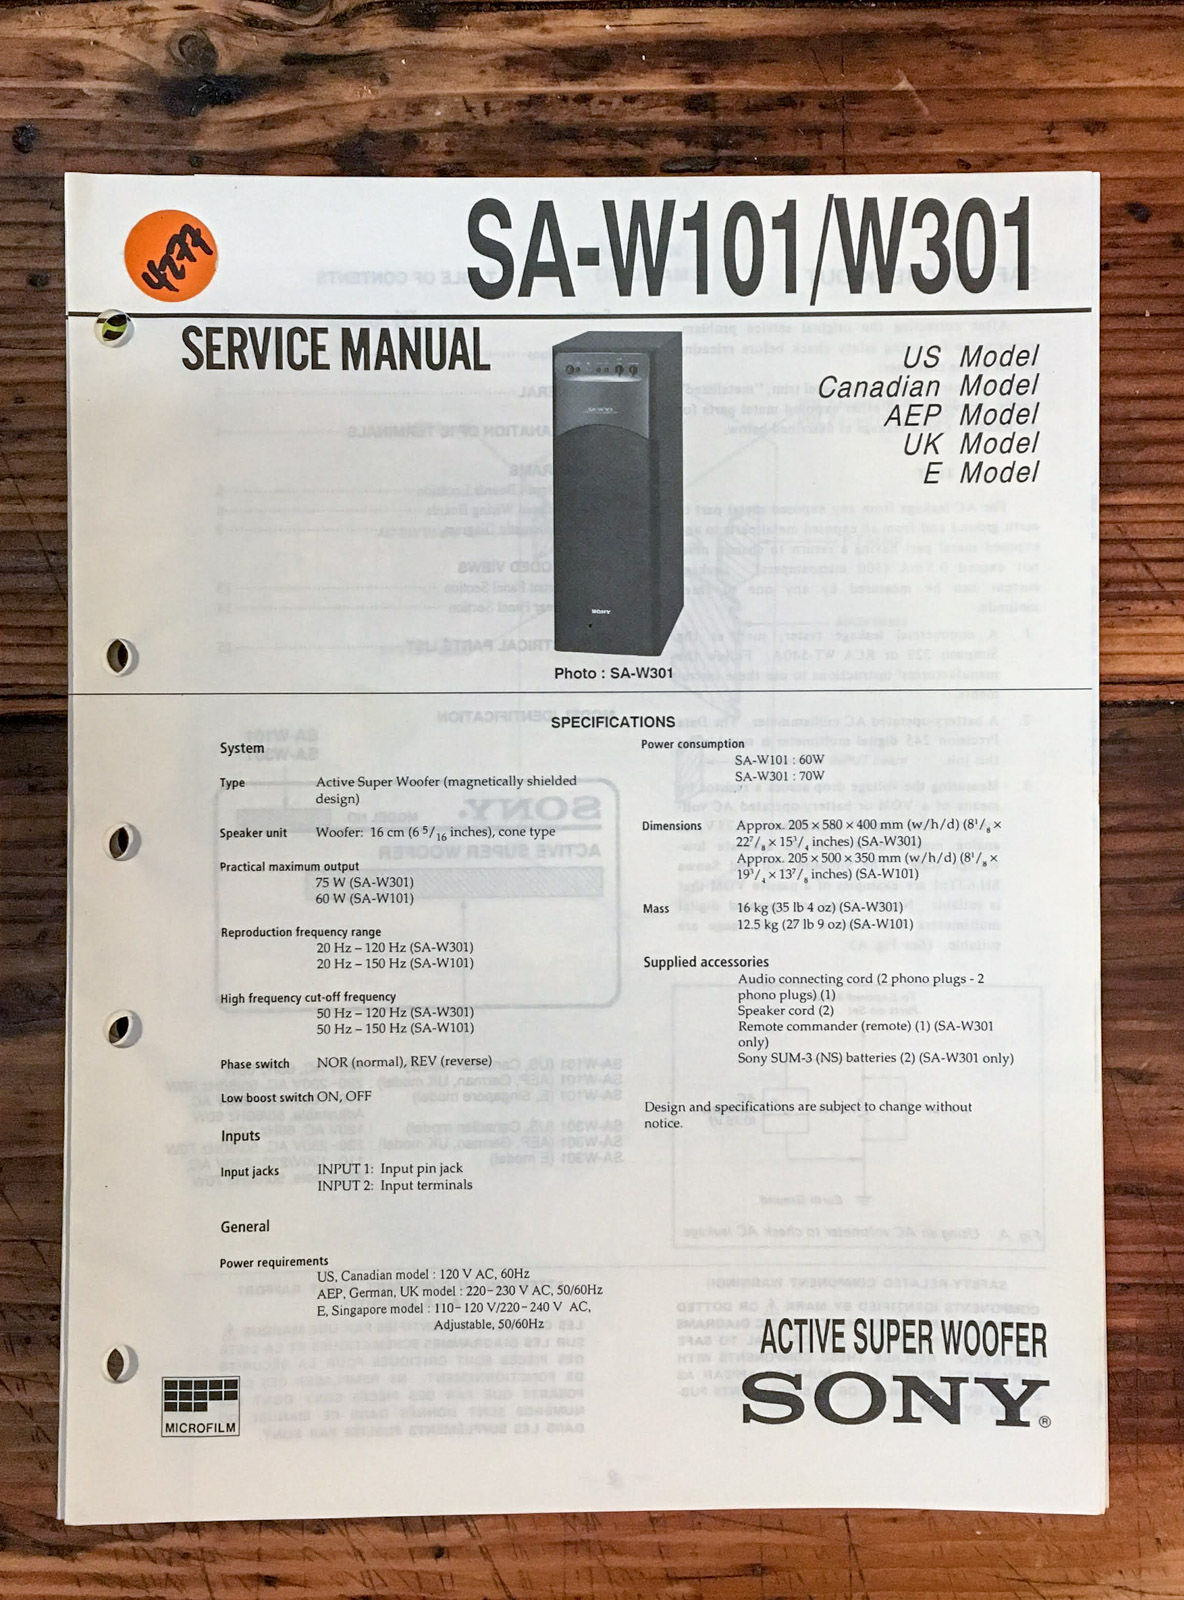 4277
SA-W101/W301
SERVICE MANUAL
US Model
Canadian Model
AEP Model
UK Model
E Model
SONY
Photo : SA-W301
SPECIFICATIONS
System
Type Active Super Woofer (magnetically shielded
design)
Speaker unit Woofer: 16 cm (6 5/16 inches), cone type
Practical maximum output
75 W (SA-W301)
60 W (SA-W101)
Reproduction frequency range
20 Hz – 120 Hz (SA-W301)
20 Hz – 150 Hz (SA-W101)
High frequency cut-off frequency
50 Hz – 120 Hz (SA-W301)
50 Hz – 150 Hz (SA-W101)
Phase switch NOR (normal), REV (reverse)
Low boost switch ON, OFF
Inputs
Input jacks INPUT 1: Input pin jack
INPUT 2: Input terminals
General
Power requirements
US, Canadian model : 120 V AC, 60Hz
AEP, German, UK model : 220–230 V AC, 50/60Hz
E, Singapore model : 110–120 V/220–240 V AC,
Adjustable, 50/60Hz
Power consumption
SA-W101 : 60W
SA-W301 : 70W
Dimensions Approx. 205 × 580 × 400 mm (w/h/d) (8 1/8 ×
22 7/8 × 15 3/4 inches) (SA-W301)
Approx. 205 × 500 × 350 mm (w/h/d) (8 1/8 ×
19 3/4 × 13 7/8 inches) (SA-W101)
Mass 16 kg (35 lb 4 oz) (SA-W301)
12.5 kg (27 lb 9 oz) (SA-W101)
Supplied accessories
Audio connecting cord (2 phono plugs - 2
phono plugs) (1)
Speaker cord (2)
Remote commander (remote) (1) (SA-W301
only)
Sony SUM-3 (NS) batteries (2) (SA-W301 only)
Design and specifications are subject to change without
notice.
MICROFILM
ACTIVE SUPER WOOFER
SONY®